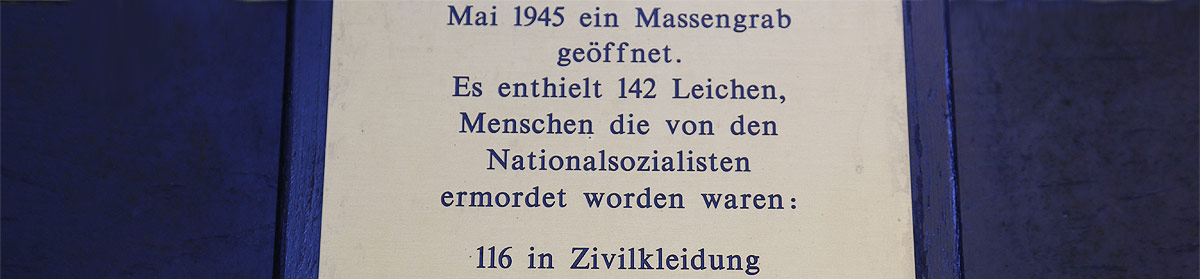 Mai 1945 ein Massengrab
geöffnet.
Es enthielt 142 Leichen,
Menschen die von den
Nationalsozialisten
ermordet worden waren:
116 in Zivilkleidung